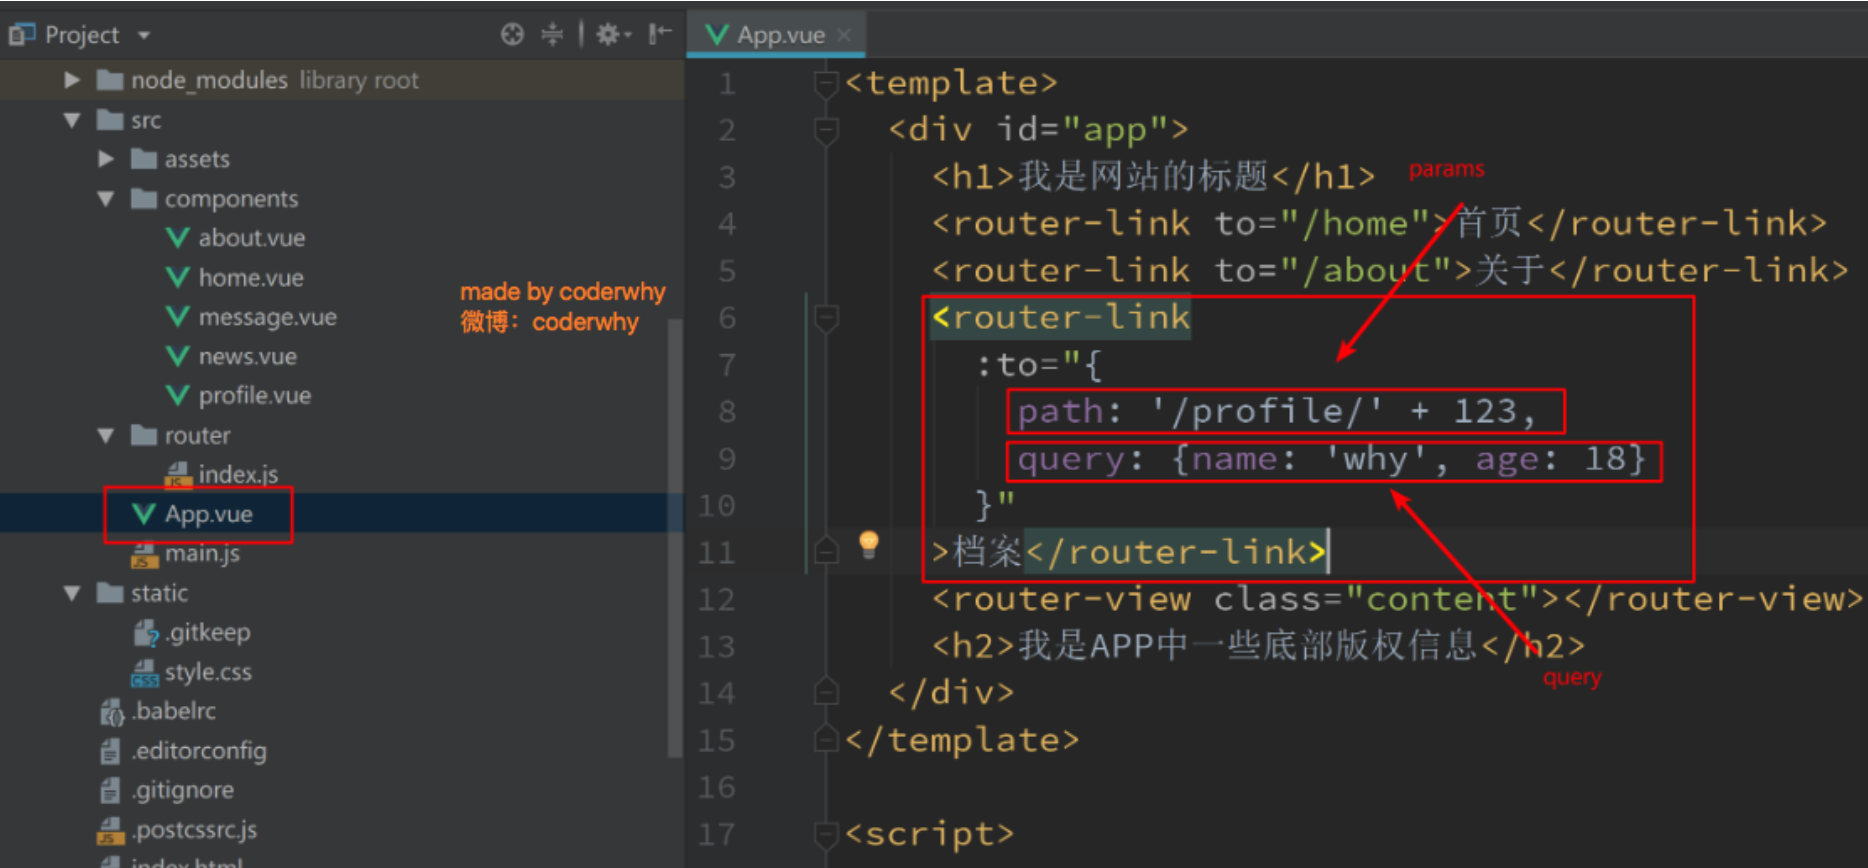 Project
node_modules library root
src
assets
components
about.vue
home.vue
made by coderwhy
微博：coderwhy
message.vue
news.vue
profile.vue
router
index.js
App.vue
main.js
static
.gitkeep
style.css
.babelrc
.editorconfig
.gitignore
.postcssrc.js
index.html
App.vue
1 <template>
2 <div id="app">
3 <h1>我是网站的标题</h1>
params
4 <router-link to="/home">首页</router-link>
5 <router-link to="/about">关于</router-link>
6 <router-link
7 :to="{
8 path: '/profile/' + 123,
9 query: {name: 'why', age: 18}
10 }"
11 >档案</router-link>
12 <router-view class="content"></router-view>
13 <h2>我是APP中一些底部版权信息</h2>
query
14 </div>
15 </template>
16
17 <script>